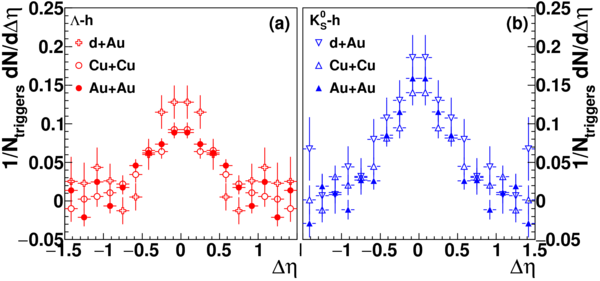 Λ-h
(a)
d+Au
Cu+Cu
Au+Au
1/N_triggers dN/dΔη
0.25
0.2
0.15
0.1
0.05
0
−0.05
−1.5 −1 −0.5 0 0.5 1
Δη
K⁰_S-h
(b)
d+Au
Cu+Cu
Au+Au
−1 −0.5 0 0.5 1 1.5
Δη
0.25
0.2
0.15
0.1
0.05
0
−0.05
1/N_triggers dN/dΔη